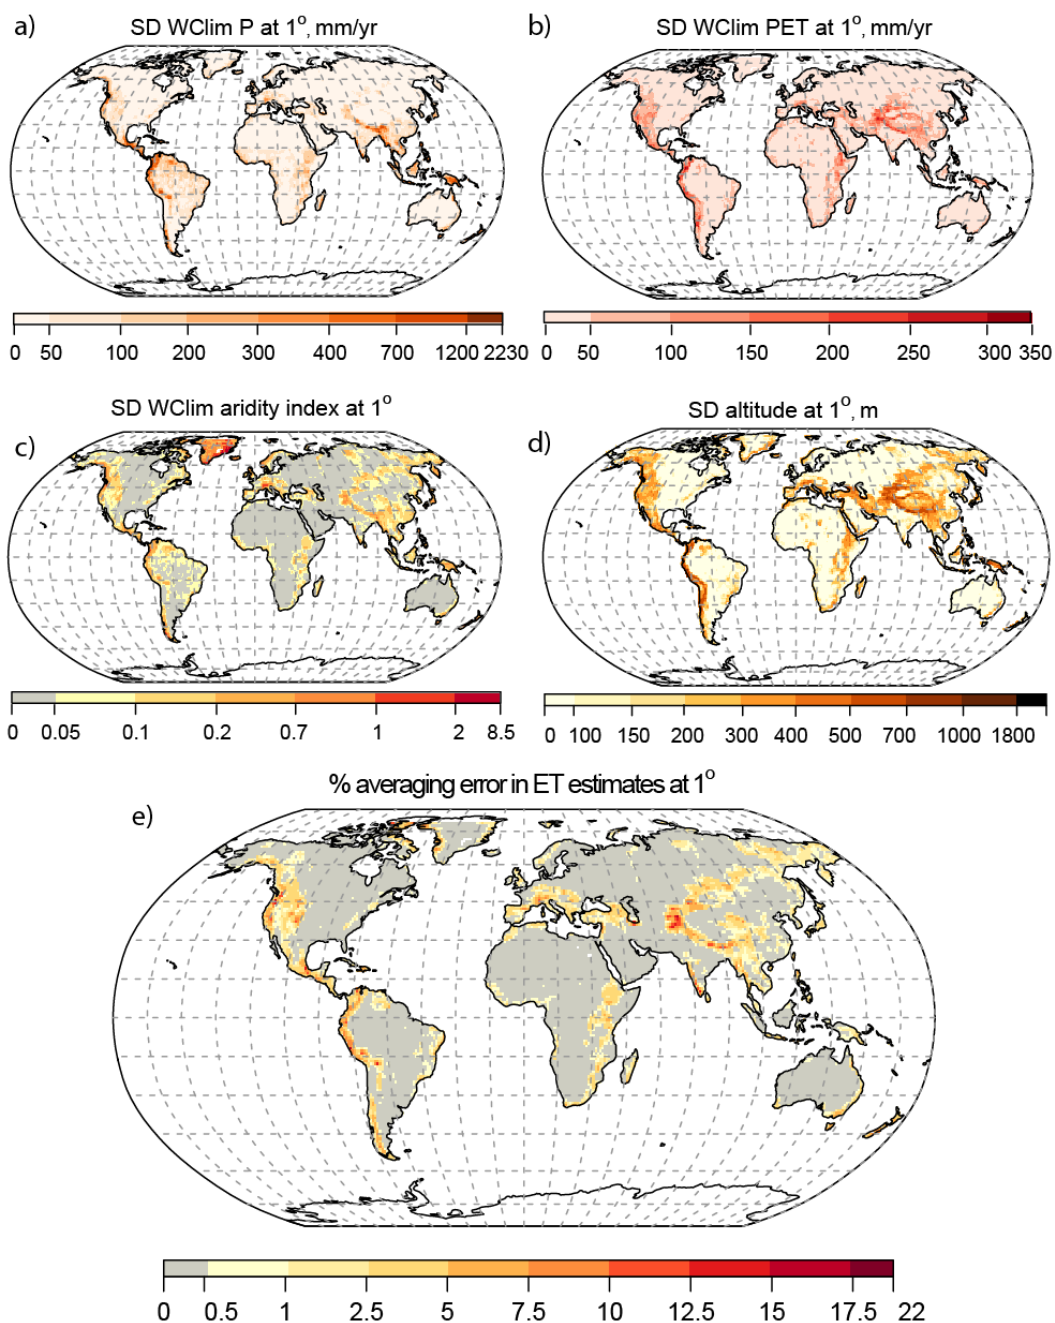 a)
SD WClim P at 1°, mm/yr
0 50 100 200 300 400 700 1200 2230
b)
SD WClim PET at 1°, mm/yr
0 50 100 150 200 250 300 350
c)
SD WClim aridity index at 1°
0 0.05 0.1 0.2 0.7 1 2 8.5
d)
SD altitude at 1°, m
0 100 150 200 300 400 500 700 1000 1800
% averaging error in ET estimates at 1°
e)
0 0.5 1 2.5 5 7.5 10 12.5 15 17.5 22